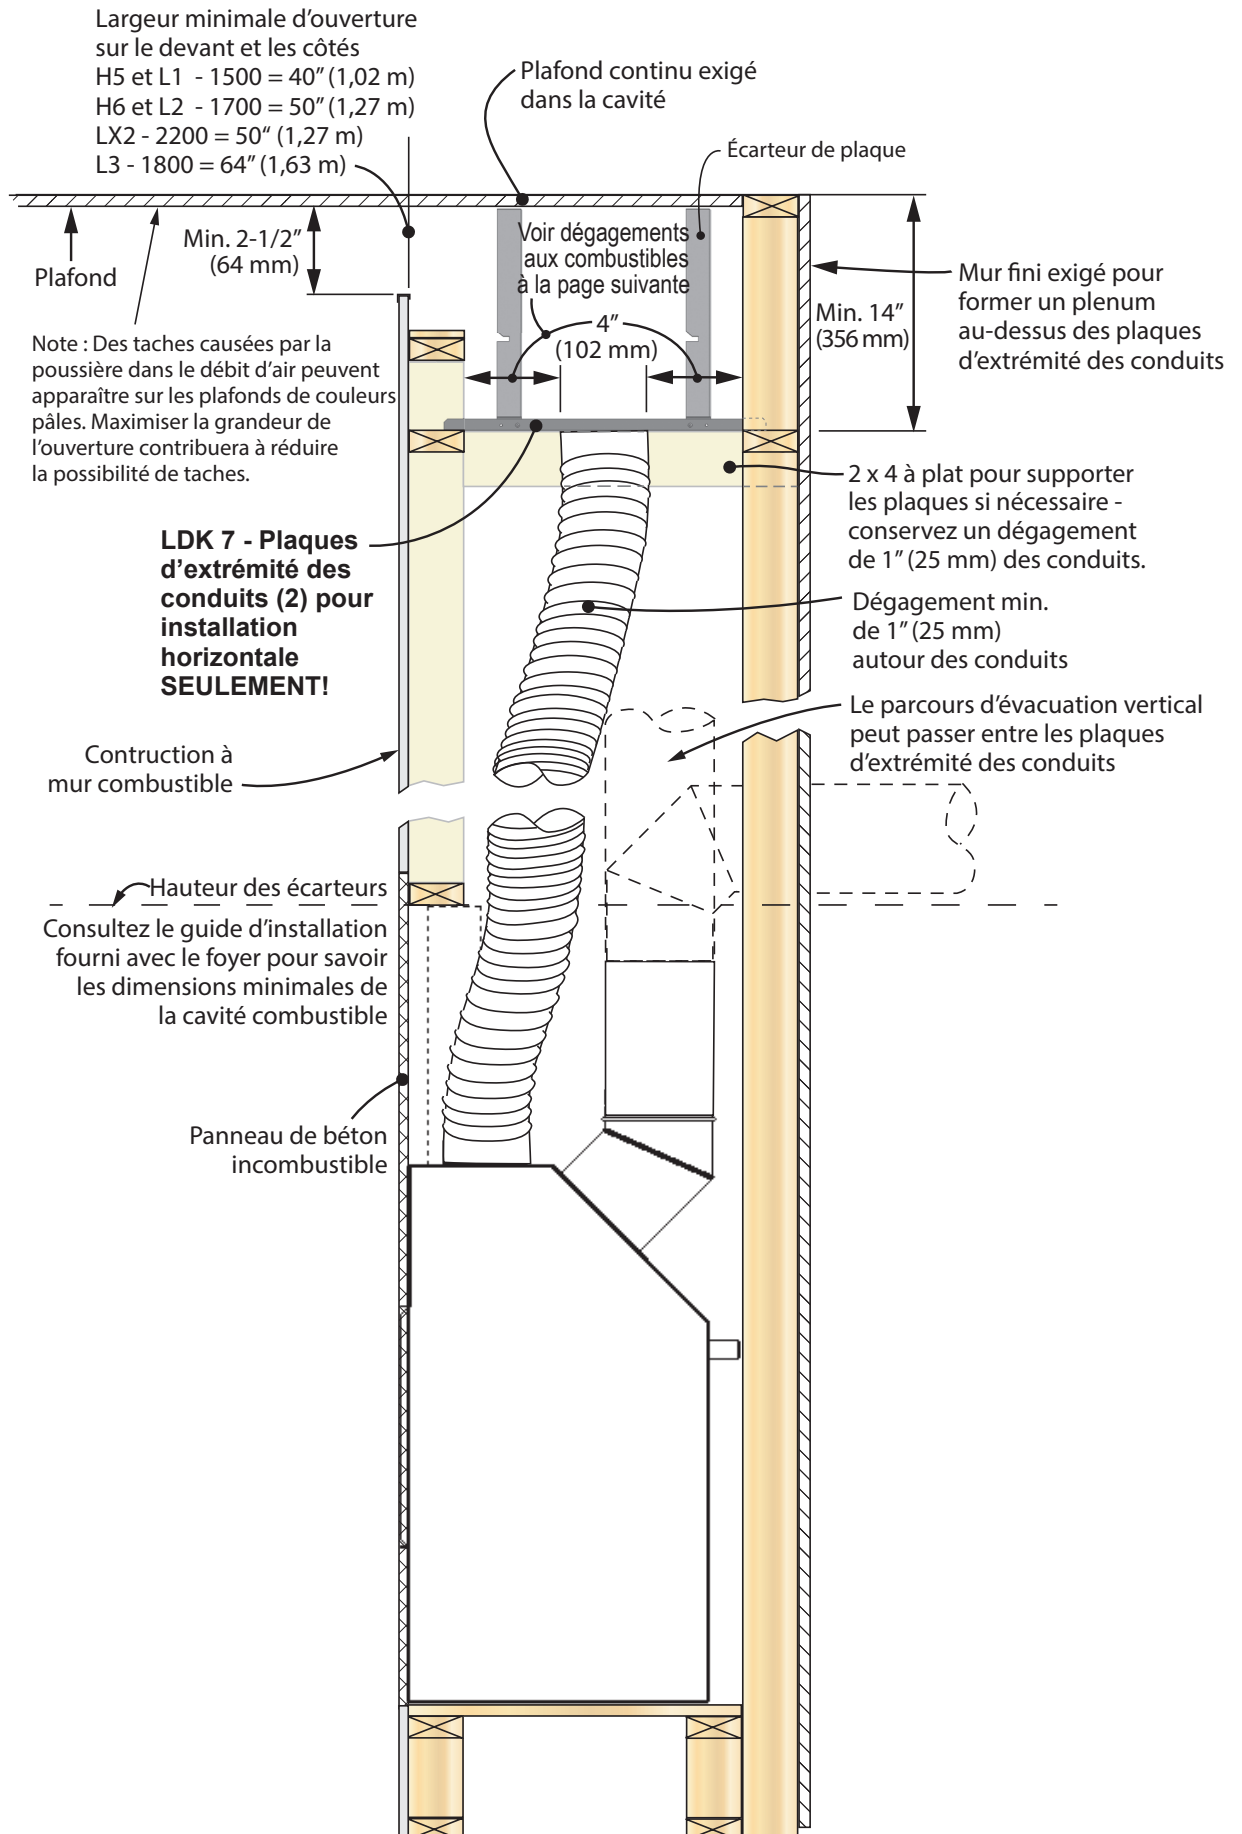 Largeur minimale d’ouverture
sur le devant et les côtés
H5 et L1 - 1500 = 40″ (1,02 m)
H6 et L2 - 1700 = 50″ (1,27 m)
LX2 - 2200 = 50“ (1,27 m)
L3 - 1800 = 64″ (1,63 m)
Plafond continu exigé
dans la cavité
Écarteur de plaque
Min. 2-1/2″
(64 mm)
Plafond
Voir dégagements
aux combustibles
à la page suivante
4″
(102 mm)
Min. 14″
(356 mm)
Mur fini exigé pour
former un plenum
au-dessus des plaques
d’extrémité des conduits
Note : Des taches causées par la
poussière dans le débit d’air peuvent
apparaître sur les plafonds de couleurs
pâles. Maximiser la grandeur de
l’ouverture contribuera à réduire
la possibilité de taches.
2 x 4 à plat pour supporter
les plaques si nécessaire -
conservez un dégagement
de 1″ (25 mm) des conduits.
LDK 7 - Plaques
d’extrémité des
conduits (2) pour
installation
horizontale
SEULEMENT!
Dégagement min.
de 1″ (25 mm)
autour des conduits
Le parcours d’évacuation vertical
peut passer entre les plaques
d’extrémité des conduits
Contruction à
mur combustible
Hauteur des écarteurs
Consultez le guide d’installation
fourni avec le foyer pour savoir
les dimensions minimales de
la cavité combustible
Panneau de béton
incombustible